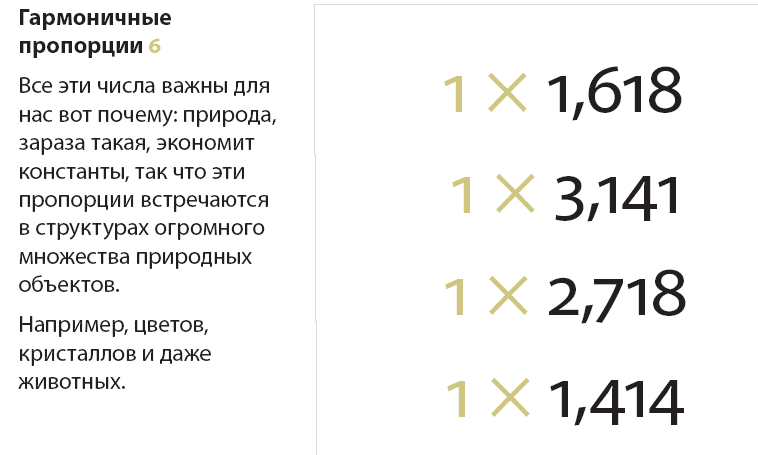 Гармоничные
пропорции 6
Все эти числа важны для
нас вот почему: природа,
зараза такая, экономит
константы, так что эти
пропорции встречаются
в структурах огромного
множества природных
объектов.
Например, цветов,
кристаллов и даже
животных.
1 × 1,618
1 × 3,141
1 × 2,718
1 × 1,414